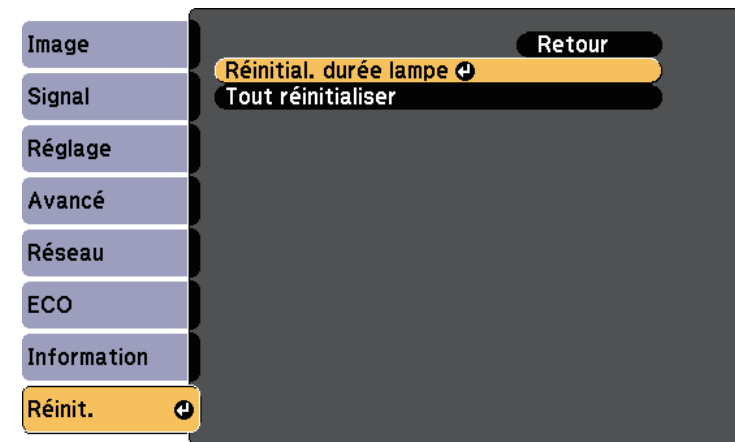 Image
Signal
Réglage
Avancé
Réseau
ECO
Information
Réinit.
Retour
Réinitial. durée lampe
Tout réinitialiser